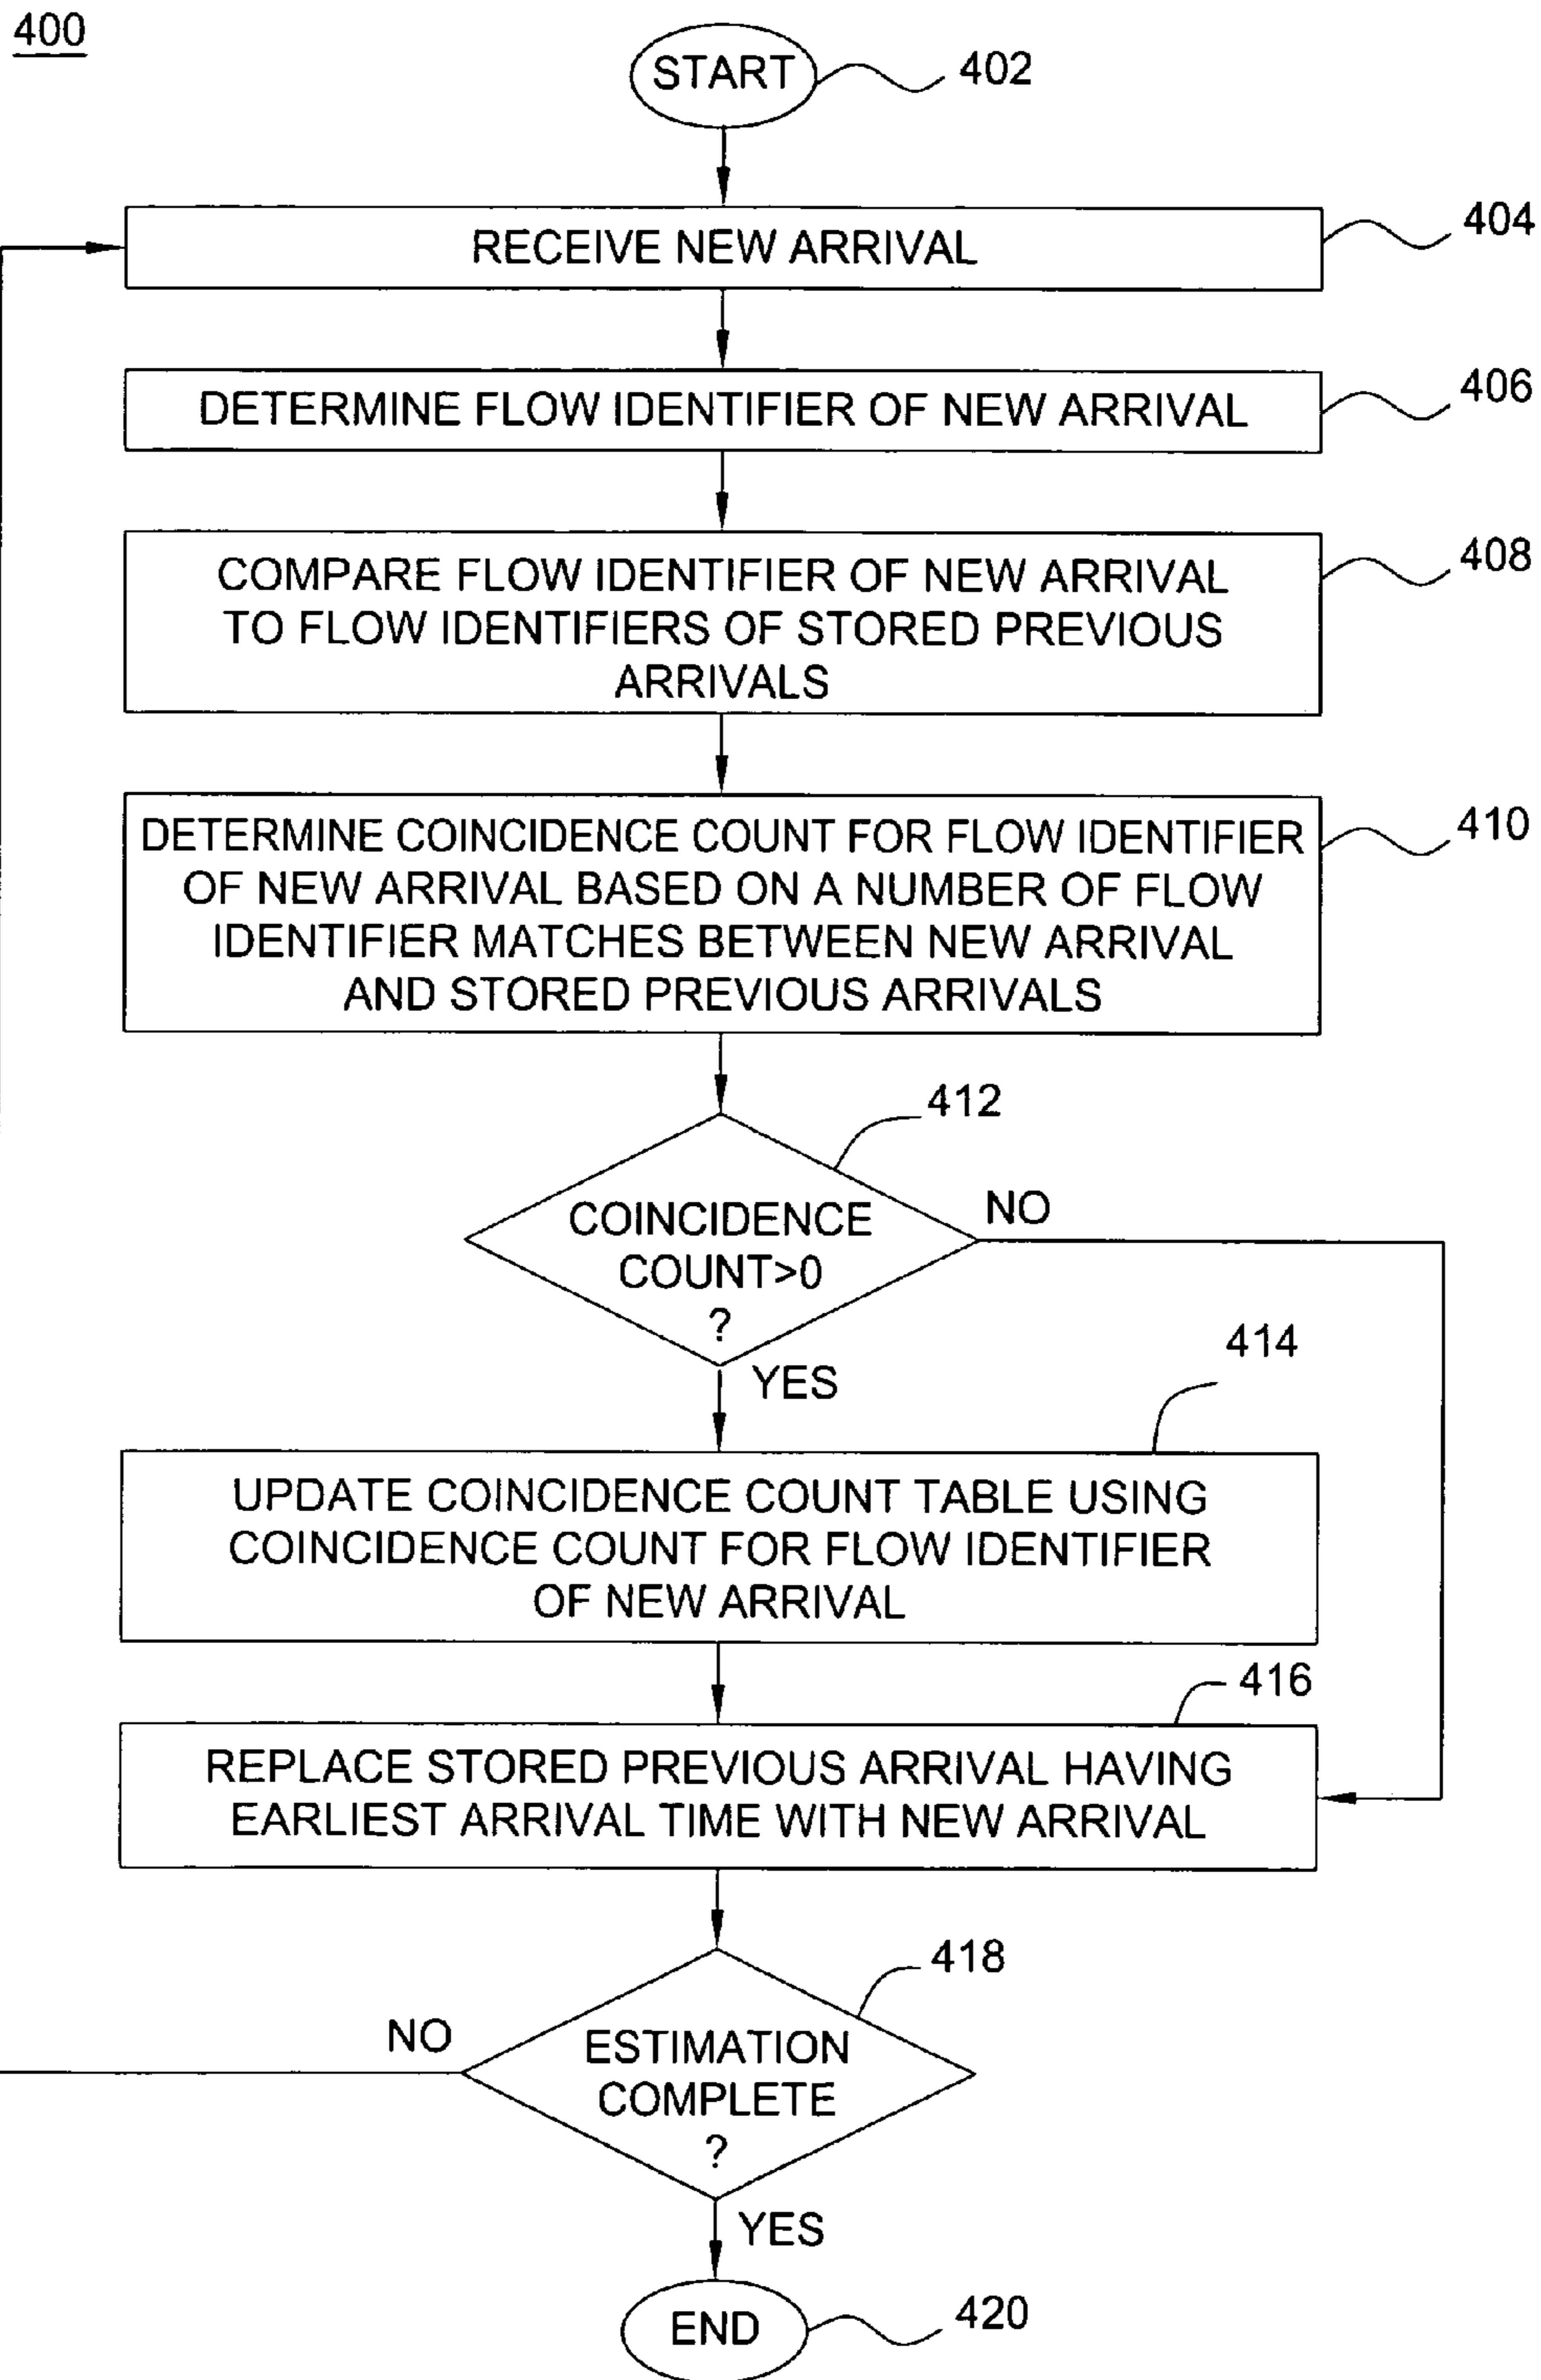 400
START
402
RECEIVE NEW ARRIVAL
404
DETERMINE FLOW IDENTIFIER OF NEW ARRIVAL
406
COMPARE FLOW IDENTIFIER OF NEW ARRIVAL
TO FLOW IDENTIFIERS OF STORED PREVIOUS
ARRIVALS
408
DETERMINE COINCIDENCE COUNT FOR FLOW IDENTIFIER
OF NEW ARRIVAL BASED ON A NUMBER OF FLOW
IDENTIFIER MATCHES BETWEEN NEW ARRIVAL
AND STORED PREVIOUS ARRIVALS
410
412
COINCIDENCE
COUNT>0
?
NO
YES
414
UPDATE COINCIDENCE COUNT TABLE USING
COINCIDENCE COUNT FOR FLOW IDENTIFIER
OF NEW ARRIVAL
416
REPLACE STORED PREVIOUS ARRIVAL HAVING
EARLIEST ARRIVAL TIME WITH NEW ARRIVAL
418
NO
ESTIMATION
COMPLETE
?
YES
END
420